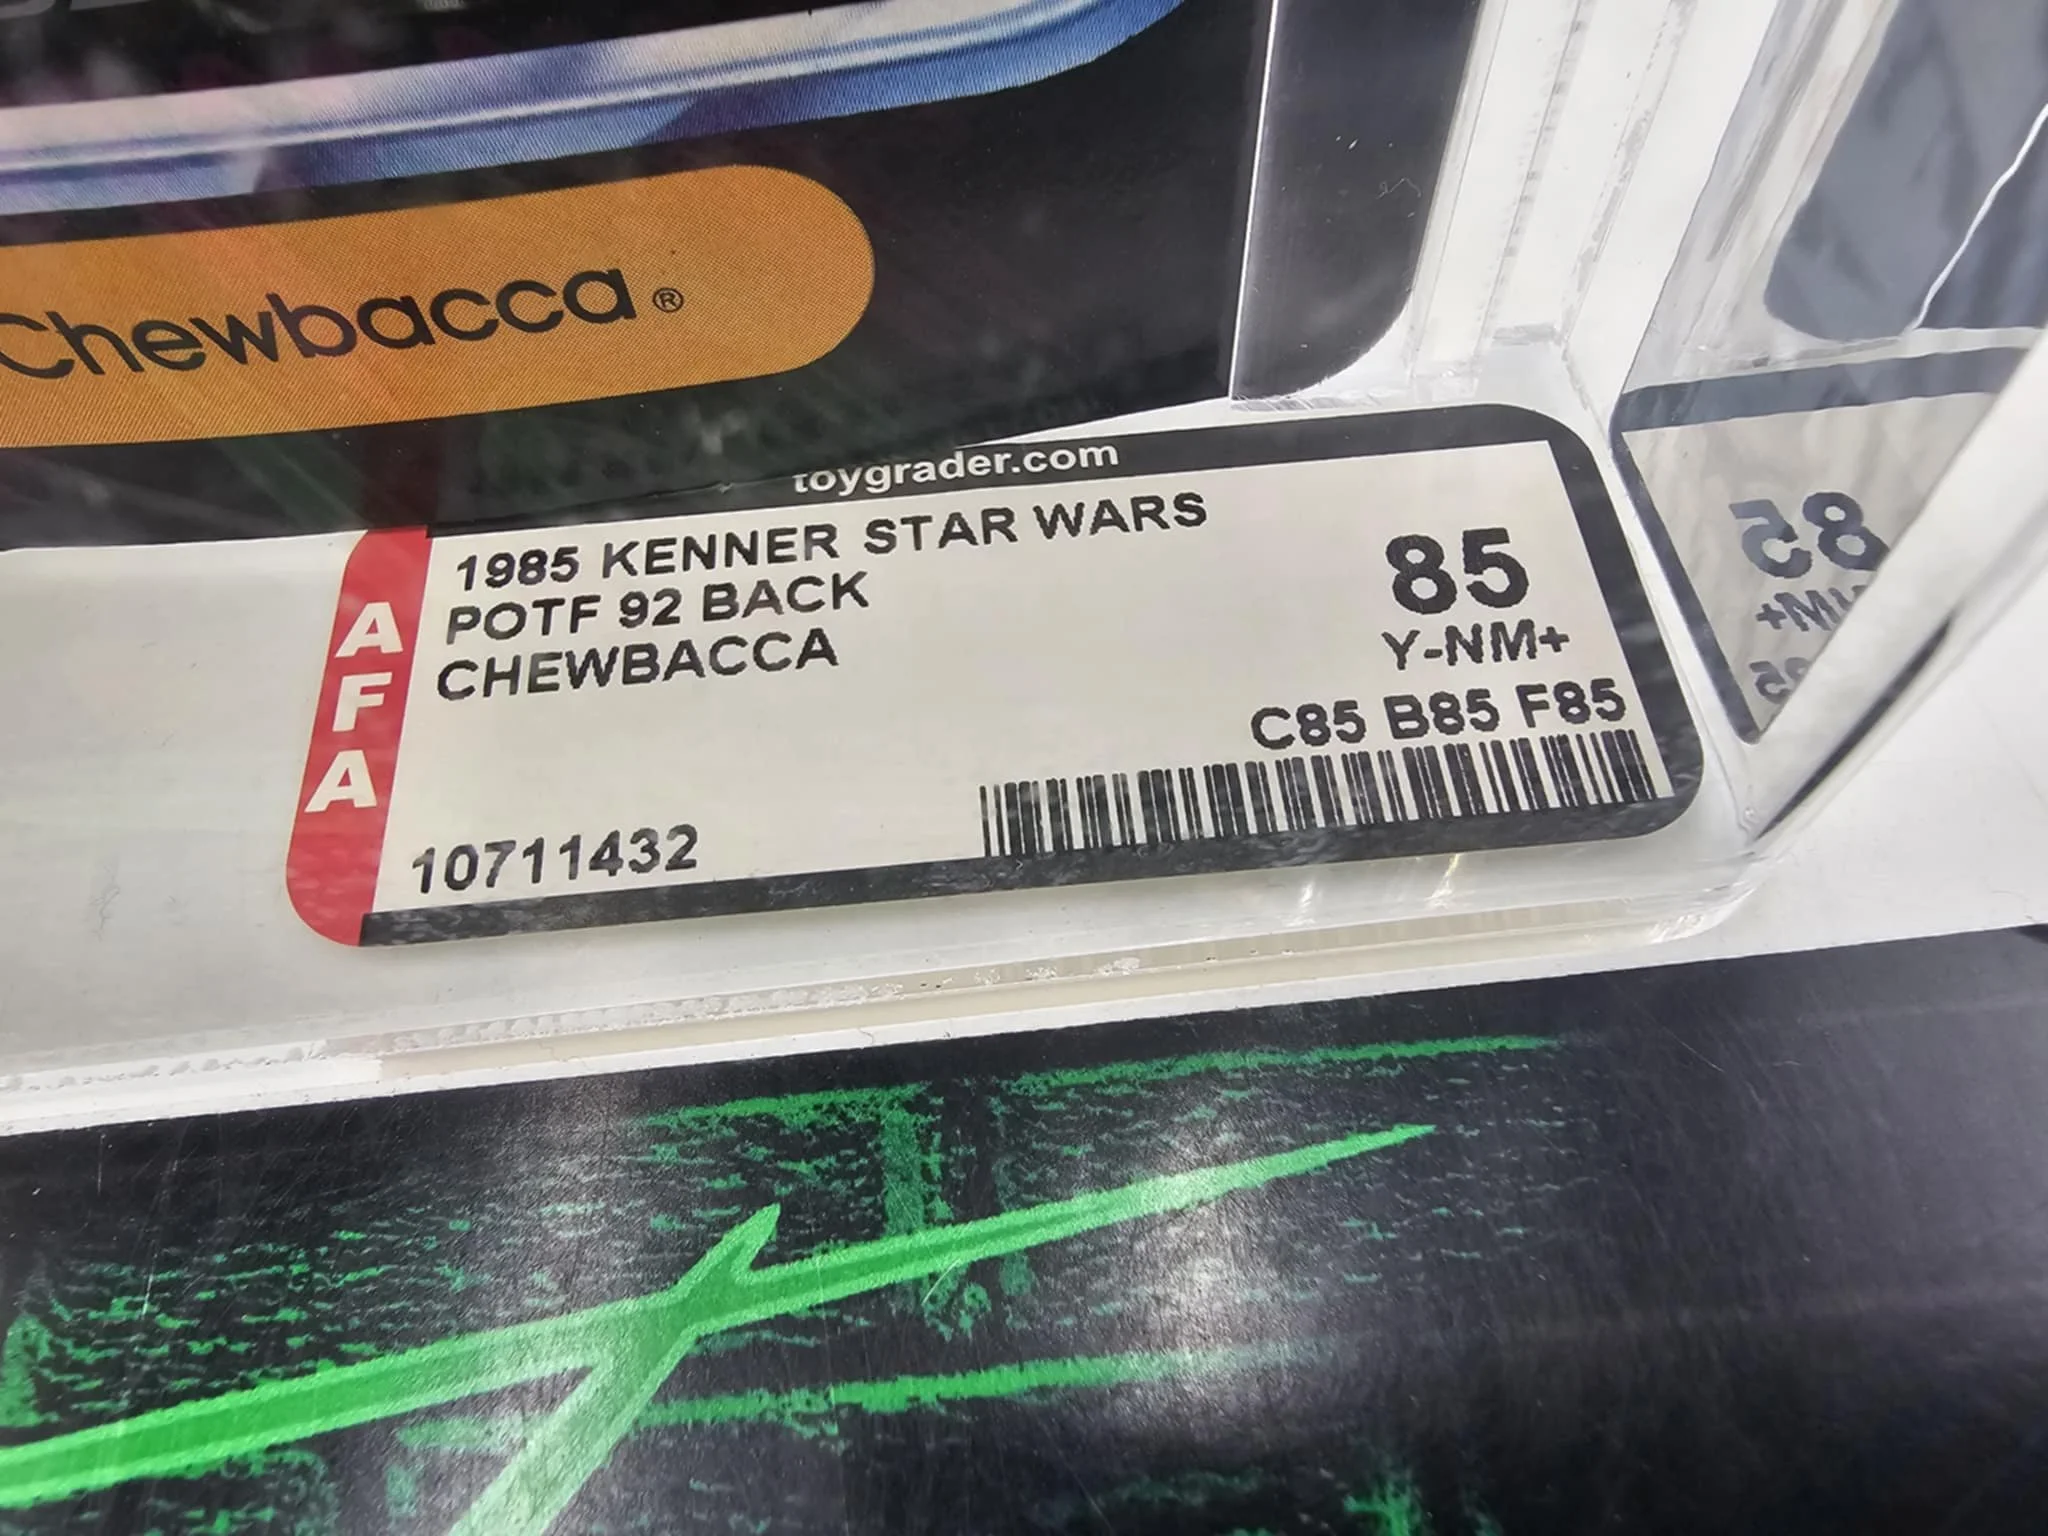 Chewbacca®
toygrader.com
AFA
1985 KENNER STAR WARS
POTF 92 BACK
CHEWBACCA
85
Y-NM+
C85 B85 F85
10711432
85